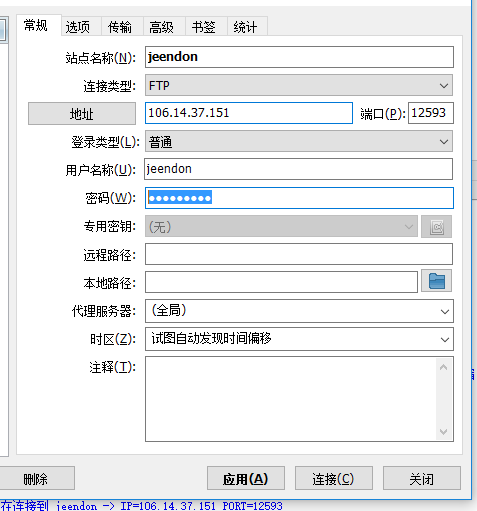 常规 选项 传输 高级 书签 统计
站点名称(N): jeendon
连接类型: FTP
地址 106.14.37.151 端口(P): 12593
登录类型(L): 普通
用户名称(U): jeendon
密码(W): ●●●●●●●●●
专用密钥: (无)
远程路径:
本地路径:
代理服务器: (全局)
时区(Z): 试图自动发现时间偏移
注释(T):
删除 应用(A) 连接(C) 关闭
在连接到 jeendon -> IP=106.14.37.151 PORT=12593